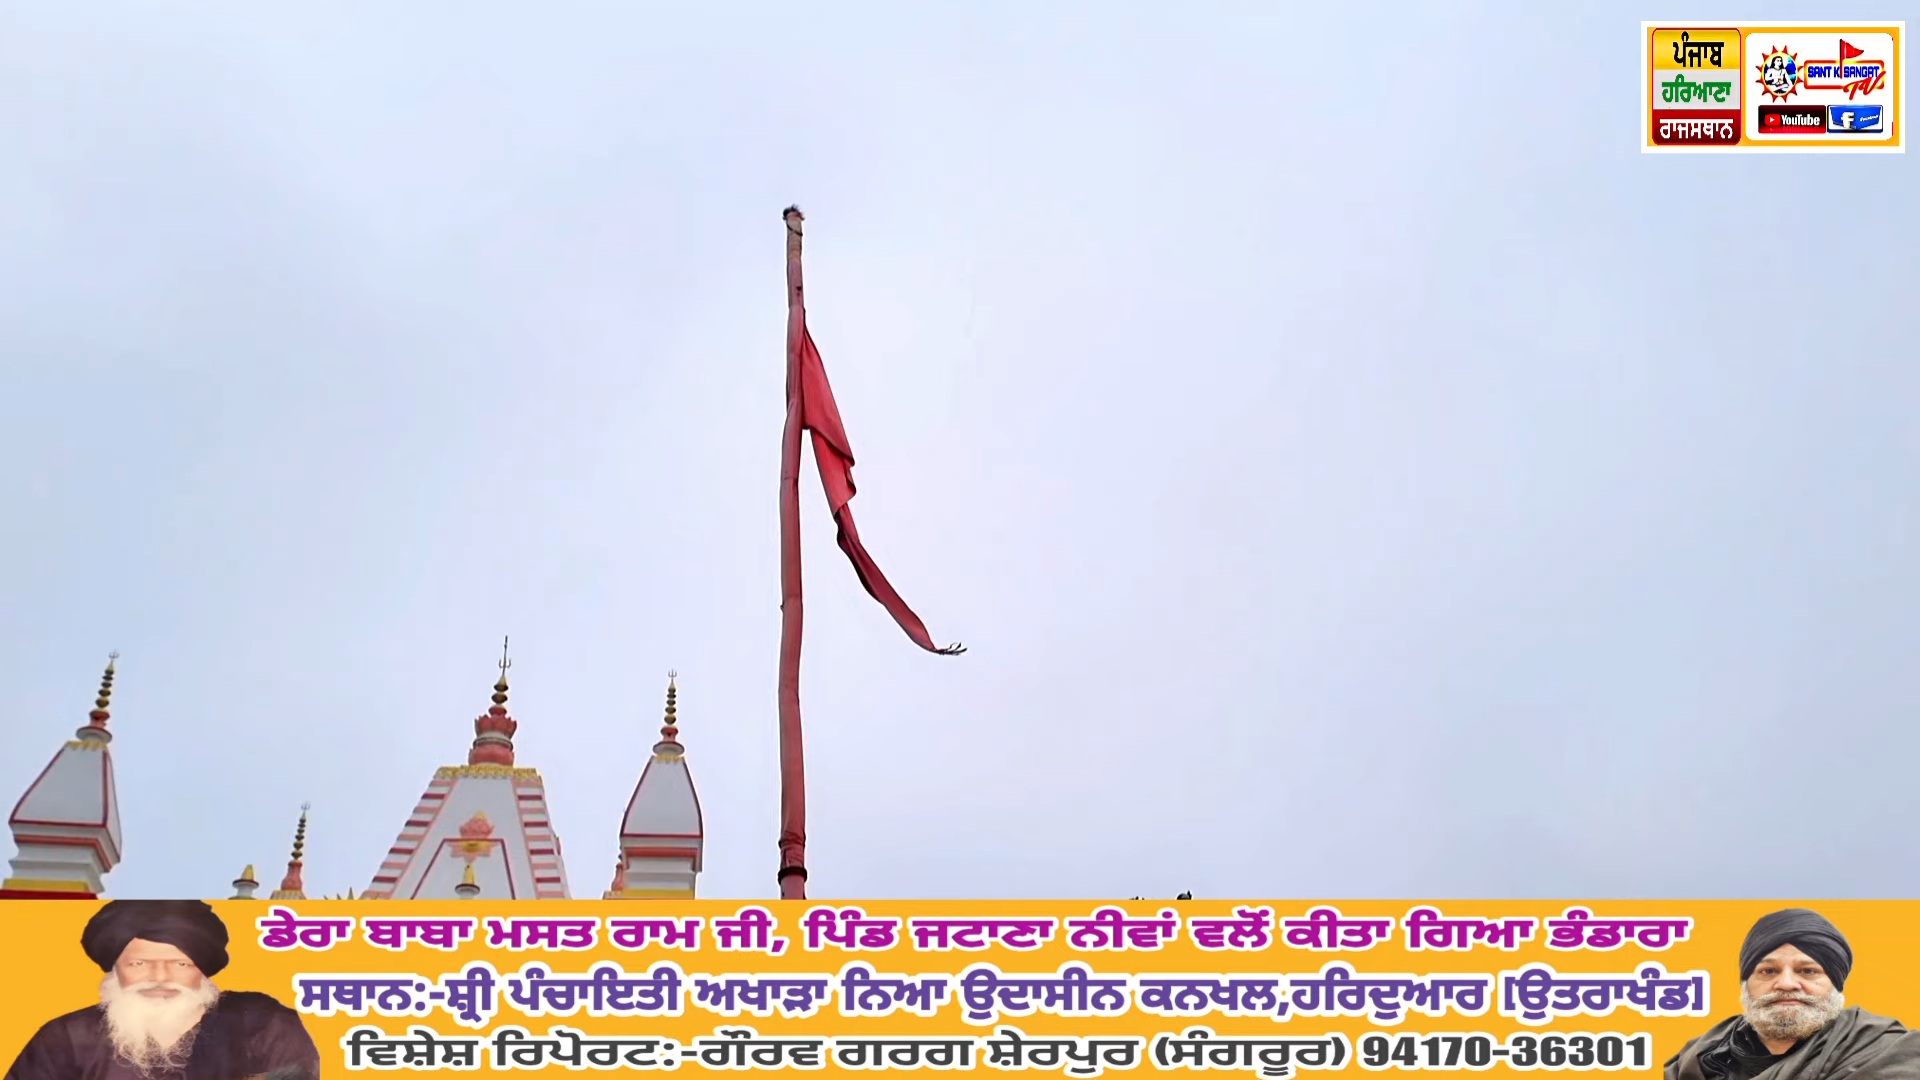 ਪੰਜਾਬ
ਹਰਿਆਣਾ
ਰਾਜਸਥਾਨ
SANT KI SANGAT
TV
YouTube
facebook
ਡੇਰਾ ਬਾਬਾ ਮਸਤ ਰਾਮ ਜੀ, ਪਿੰਡ ਜਟਾਣਾ ਨੀਵਾਂ ਵਲੋਂ ਕੀਤਾ ਗਿਆ ਭੰਡਾਰਾ
ਸਥਾਨ:-ਸ਼੍ਰੀ ਪੰਚਾਇਤੀ ਅਖਾੜਾ ਨਿਆ ਉਦਾਸੀਨ ਕਨਖਲ,ਹਰਿਦੁਆਰ [ਉਤਰਾਖੰਡ]
ਵਿਸ਼ੇਸ਼ ਰਿਪੋਰਟ:-ਗੌਰਵ ਗਰਗ ਸ਼ੇਰਪੁਰ (ਸੰਗਰੂਰ) 94170-36301